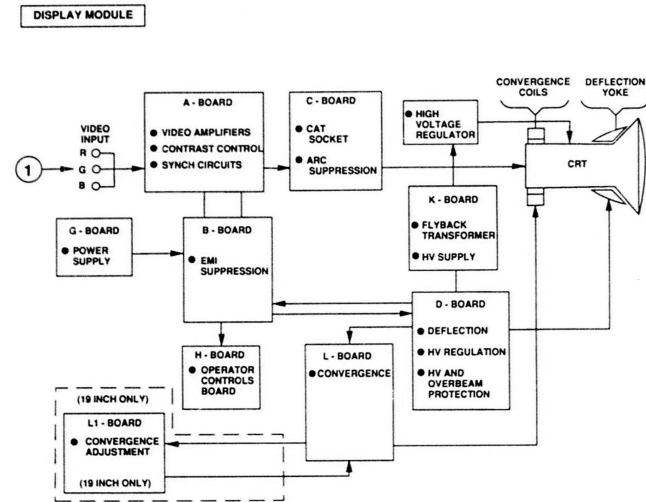 DISPLAY MODULE
CONVERGENCE
COILS
DEFLECTION
YOKE
A - BOARD
● VIDEO AMPLIFIERS
● CONTRAST CONTROL
● SYNCH CIRCUITS
C - BOARD
● CAT
SOCKET
● ARC
SUPPRESSION
● HIGH
VOLTAGE
REGULATOR
VIDEO
INPUT
R
G
B
1
CRT
K - BOARD
● FLYBACK
TRANSFORMER
● HV SUPPLY
G - BOARD
● POWER
SUPPLY
B - BOARD
● EMI
SUPPRESSION
D - BOARD
● DEFLECTION
● HV REGULATION
● HV AND
OVERBEAM
PROTECTION
H - BOARD
● OPERATOR
CONTROLS
BOARD
L - BOARD
● CONVERGENCE
(19 INCH ONLY)
L1 - BOARD
● CONVERGENCE
ADJUSTMENT
(19 INCH ONLY)